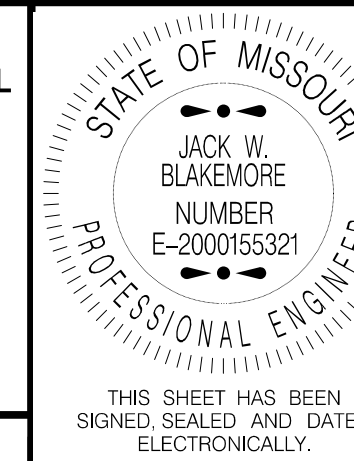 L
STATE OF MISSOURI
JACK W.
BLAKEMORE
NUMBER
E-2000155321
PROFESSIONAL ENGINEER
THIS SHEET HAS BEEN
SIGNED, SEALED AND DATE
ELECTRONICALLY.